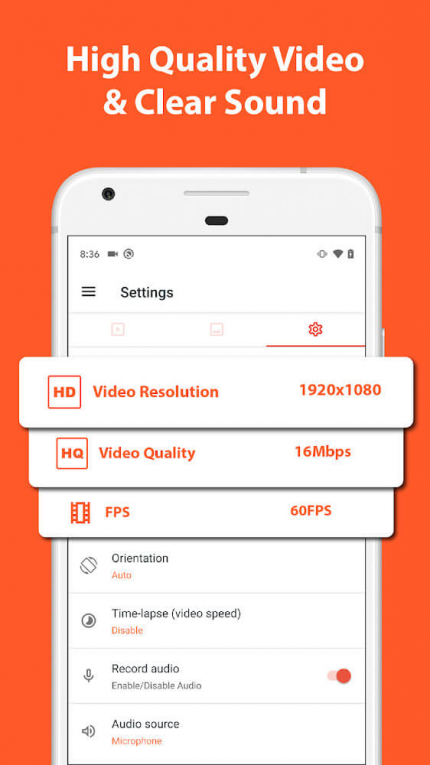 High Quality Video
& Clear Sound
8:36
Settings
HD Video Resolution 1920x1080
HQ Video Quality 16Mbps
FPS 60FPS
Orientation
Auto
Time-lapse (video speed)
Disable
Record audio
Enable/Disable Audio
Audio source
Microphone